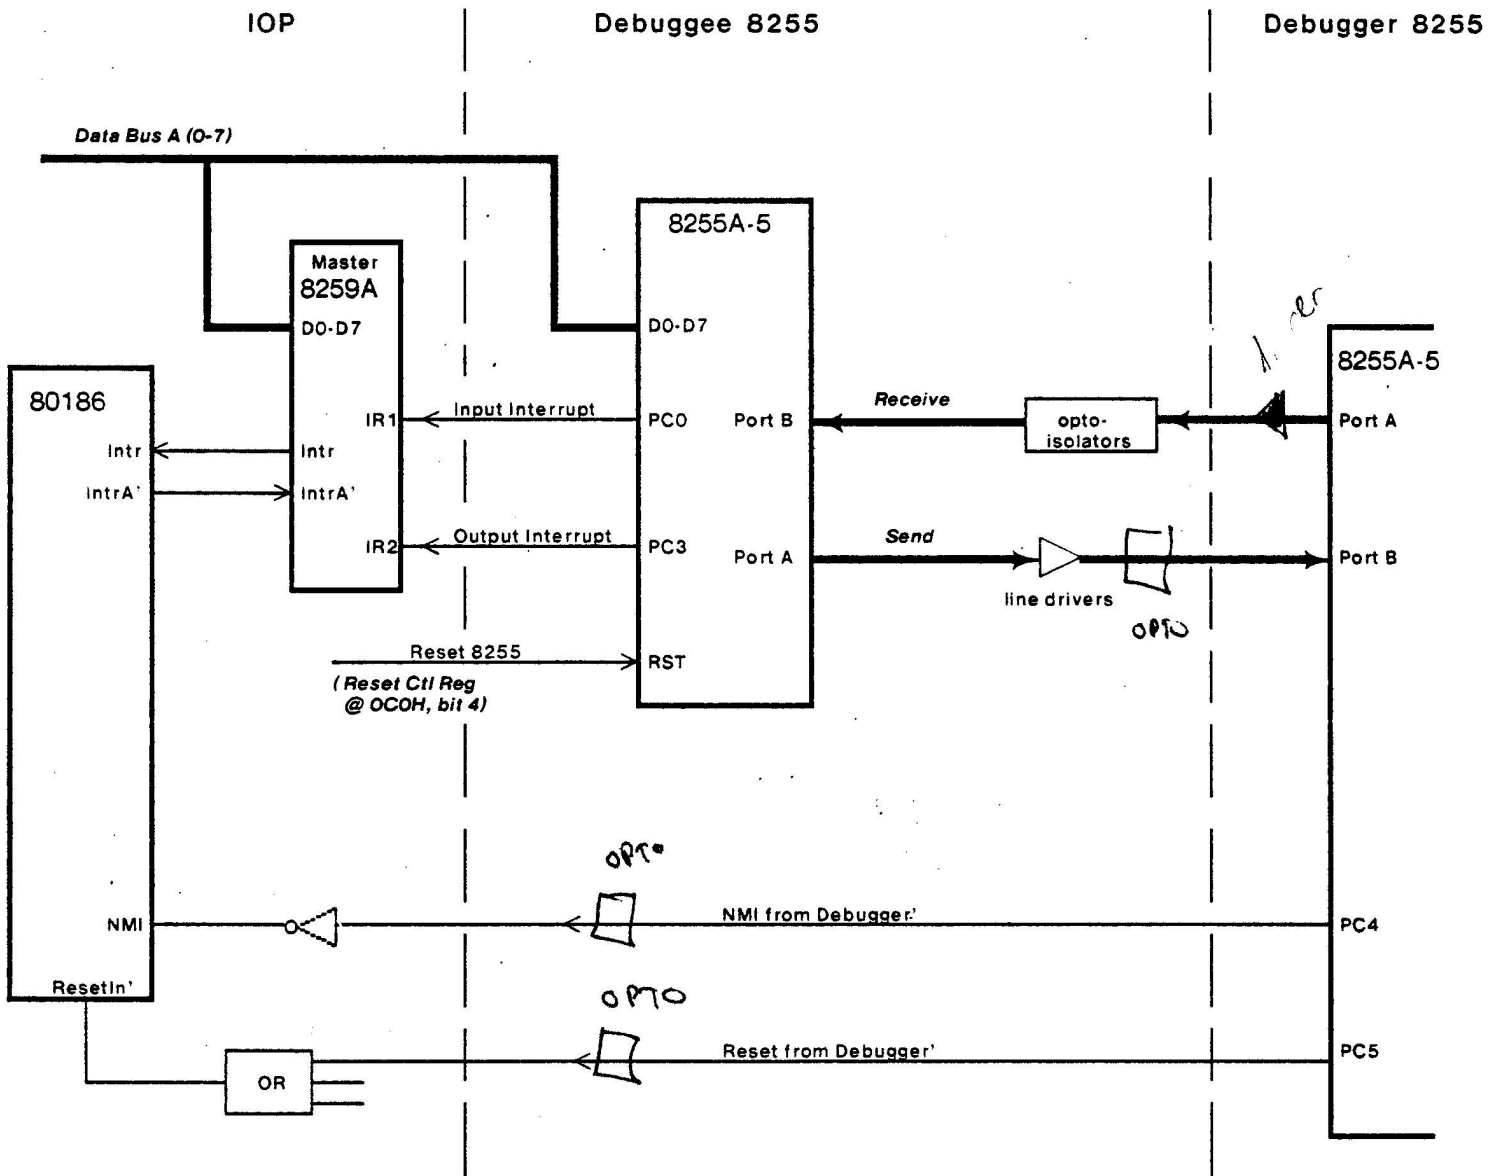 IOP
Debuggee 8255
Debugger 8255
Data Bus A (0-7)
8255A-5
Master
8259A
D0-D7
D0-D7
8255A-5
80186
IR1
Input Interrupt
PC0
Port B
Receive
opto-
isolators
Port A
Intr
Intr
IntrA'
IntrA'
IR2
Output Interrupt
PC3
Port A
Send
Port B
line drivers
OPTO
Reset 8255
RST
(Reset Ctl Reg
@ 0C0H, bit 4)
OPTO
NMI
NMI from Debugger'
PC4
ResetIn'
OPTO
OR
Reset from Debugger'
PC5